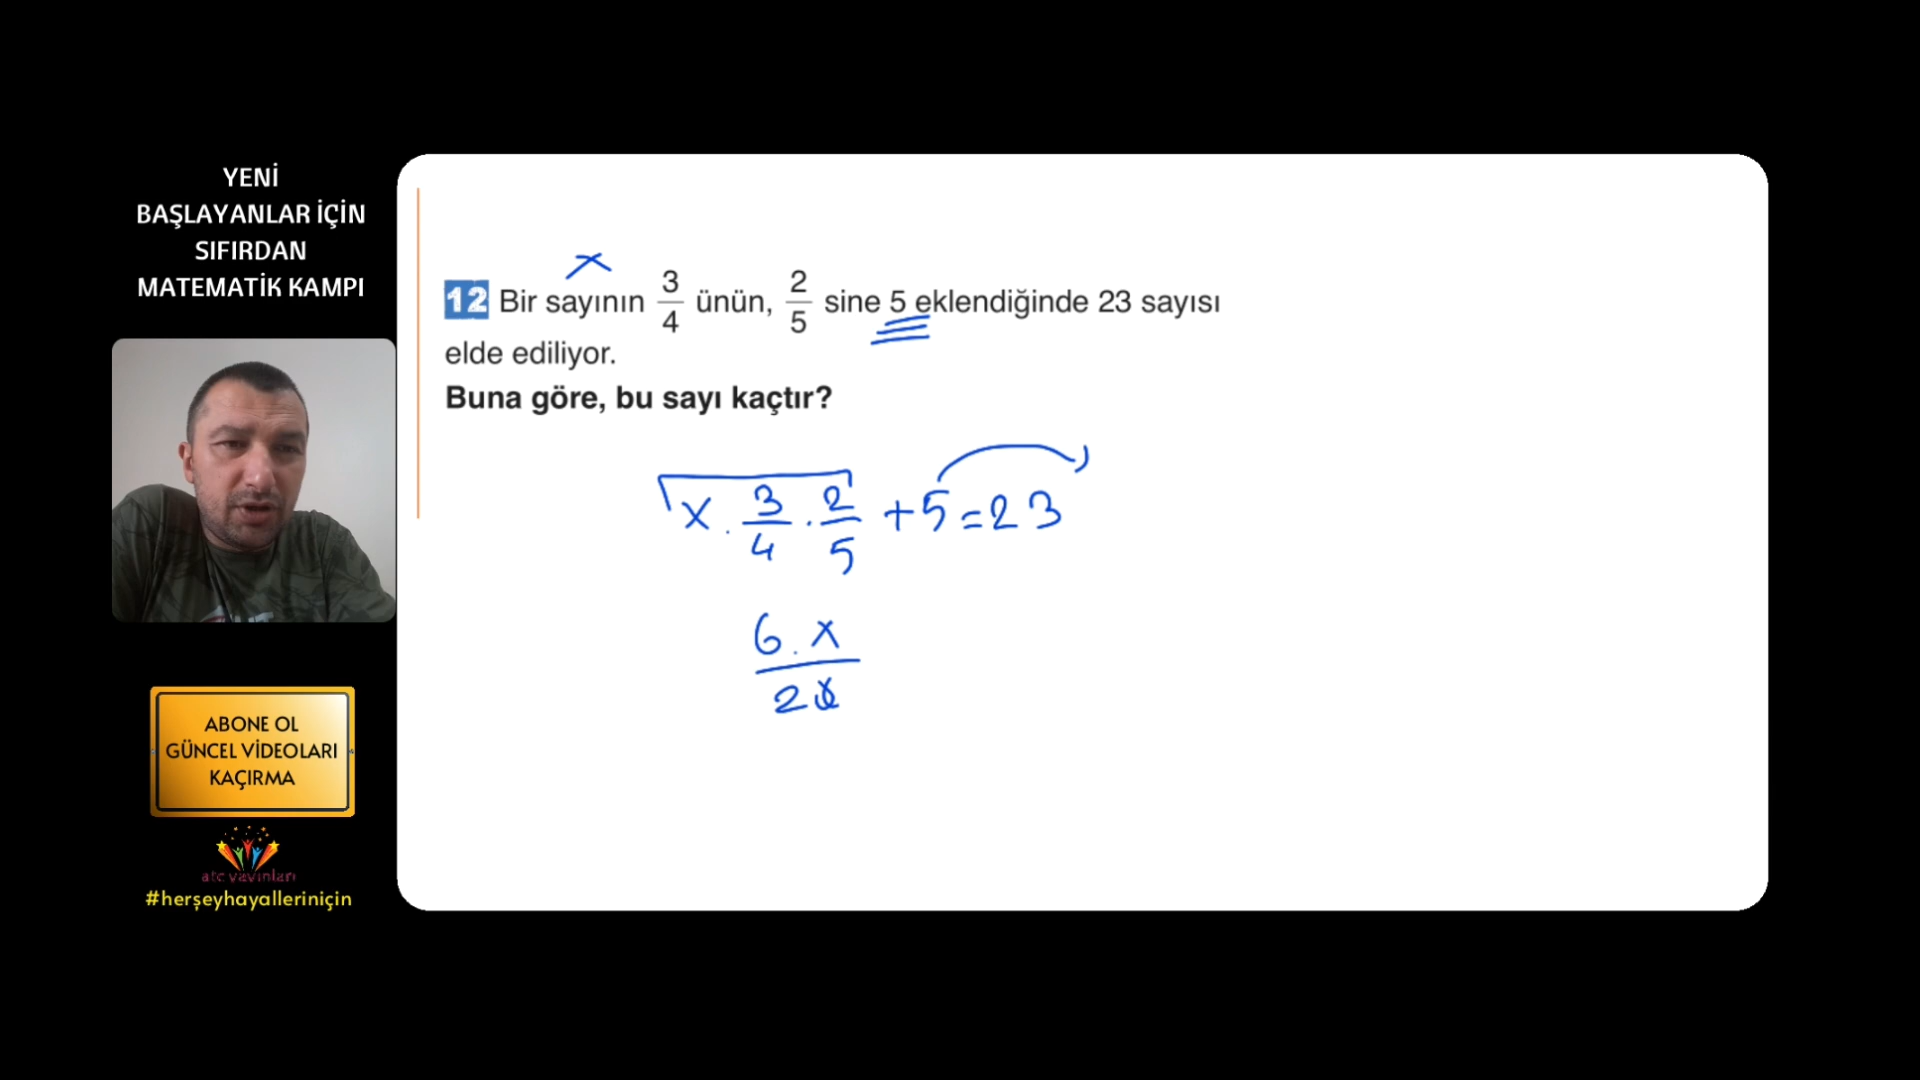 YENİ
BAŞLAYANLAR İÇİN
SIFIRDAN
MATEMATİK KAMPI
x
12 Bir sayının 3/4 ünün, 2/5 sine 5 eklendiğinde 23 sayısı
elde ediliyor.
Buna göre, bu sayı kaçtır?
x . 3/4 . 2/5 + 5 = 23
6 . x / 20
ABONE OL
GÜNCEL VİDEOLARI
KAÇIRMA
atc yayınları
#herşeyhayalleriniçin